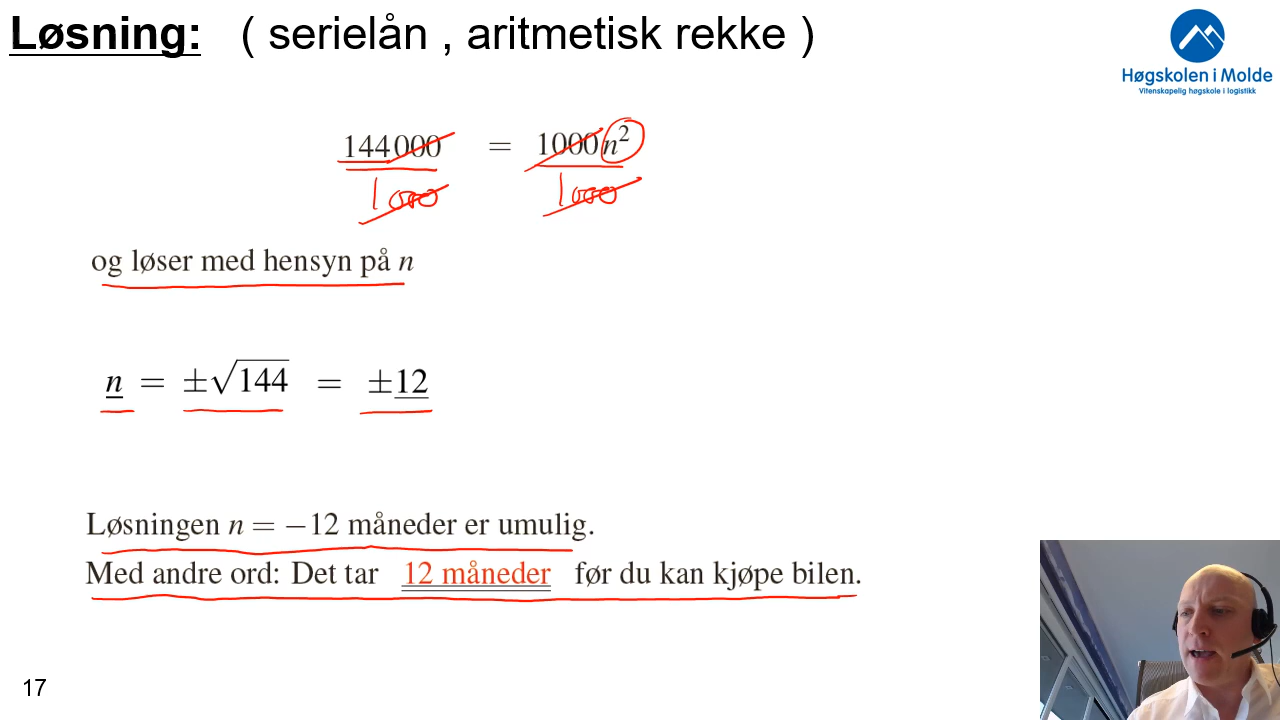 Løsning: ( serielån , aritmetisk rekke )
Høgskolen i Molde
Vitenskapelig høgskole i logistikk
144000 = 1000n²
1000 1000
og løser med hensyn på n
n = ±√144 = ±12
Løsningen n = −12 måneder er umulig.
Med andre ord: Det tar 12 måneder før du kan kjøpe bilen.
17